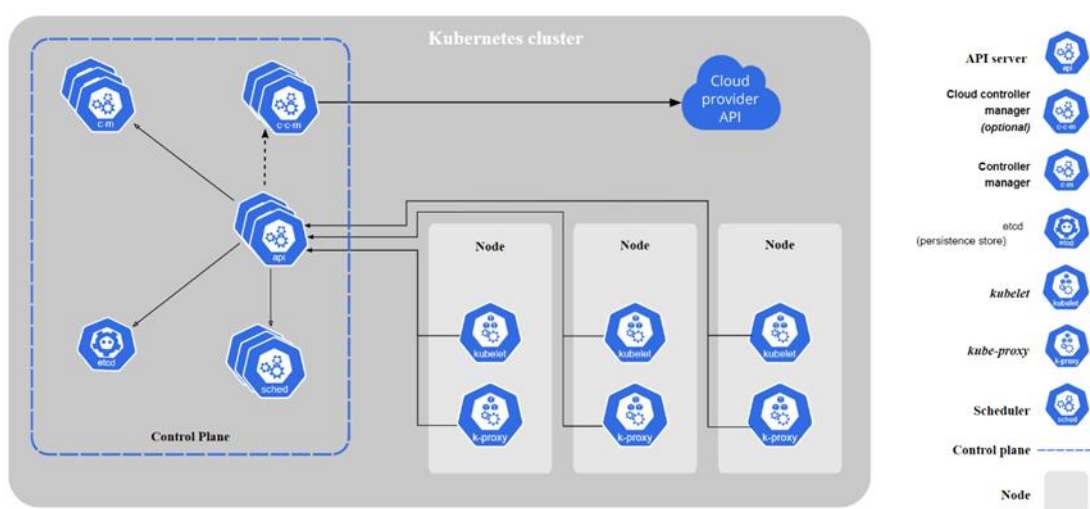 Kubernetes cluster
c-m
c-c-m
Cloud
provider
API
api
etcd
sched
Control Plane
Node
kubelet
k-proxy
Node
kubelet
k-proxy
Node
kubelet
k-proxy
API server
api
Cloud controller
manager
(optional)
c-c-m
Controller
manager
c-m
etcd
(persistence store)
etcd
kubelet
kubelet
kube-proxy
k-proxy
Scheduler
sched
Control plane
Node